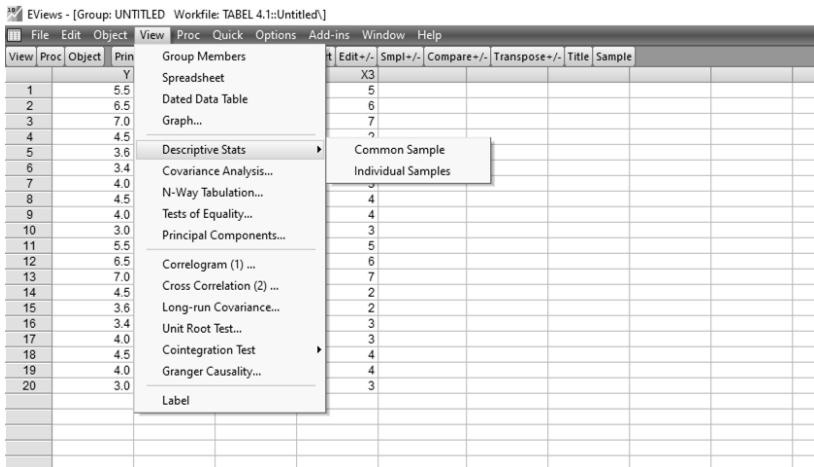 EViews - [Group: UNTITLED Workfile: TABEL 4.1::Untitled\]
File Edit Object View Proc Quick Options Add-ins Window Help
View Proc Object Prin Edit+/- Smpl+/- Compare+/- Transpose+/- Title Sample
Y X3
1 5.5 5
2 6.5 6
3 7.0 7
4 4.5 2
5 3.6
6 3.4
7 4.0 3
8 4.5 4
9 4.0 4
10 3.0 3
11 5.5 5
12 6.5 6
13 7.0 7
14 4.5 2
15 3.6 2
16 3.4 3
17 4.0 3
18 4.5 4
19 4.0 4
20 3.0 3
Group Members
Spreadsheet
Dated Data Table
Graph...
Descriptive Stats
Covariance Analysis...
N-Way Tabulation...
Tests of Equality...
Principal Components...
Correlogram (1) ...
Cross Correlation (2) ...
Long-run Covariance...
Unit Root Test...
Cointegration Test
Granger Causality...
Label
Common Sample
Individual Samples